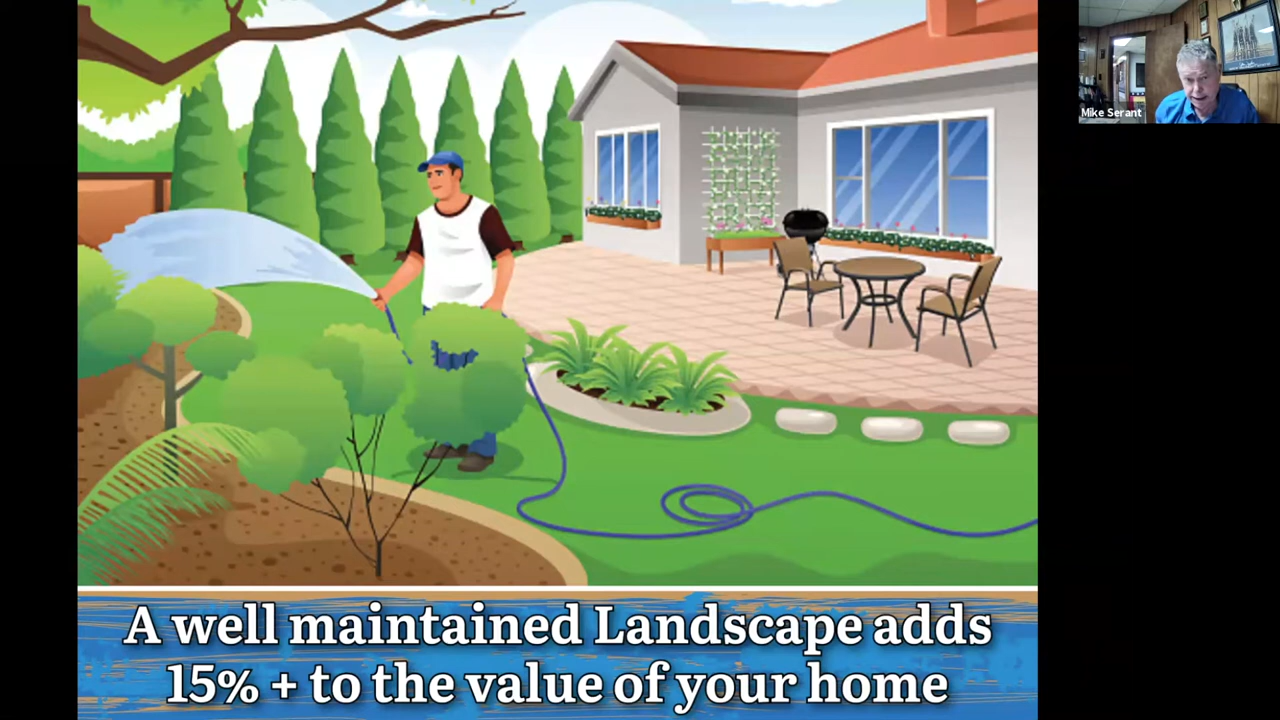 Mike Serant
A well maintained Landscape adds
15% + to the value of your home